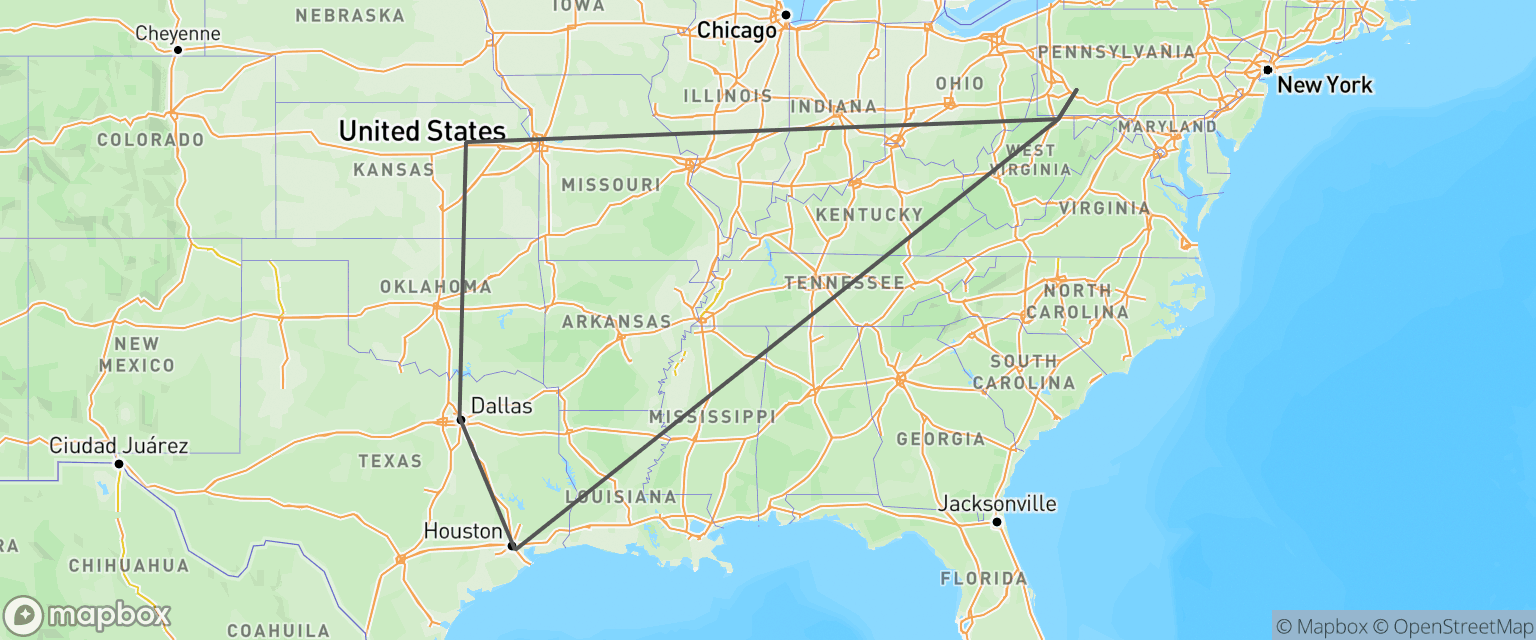 IOWA
NEBRASKA
Chicago
Cheyenne
PENNSYLVANIA
OHIO
New York
ILLINOIS
INDIANA
MARYLAND
United States
COLORADO
WEST
VIRGINIA
KANSAS
MISSOURI
KENTUCKY
VIRGINIA
OKLAHOMA
TENNESSEE
NORTH
CAROLINA
ARKANSAS
NEW
MEXICO
SOUTH
CAROLINA
Dallas
MISSISSIPPI
GEORGIA
Ciudad Juárez
TEXAS
LOUISIANA
Jacksonville
Houston
RA
CHIHUAHUA
FLORIDA
mapbox
COAHUILA
© Mapbox © OpenStreetMap